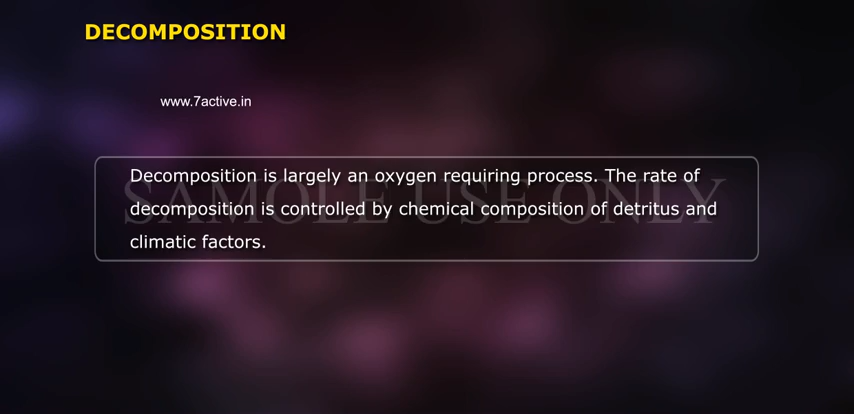 DECOMPOSITION
www.7active.in
Decomposition is largely an oxygen requiring process. The rate of
decomposition is controlled by chemical composition of detritus and
climatic factors.
SAMOLE USE ONLY